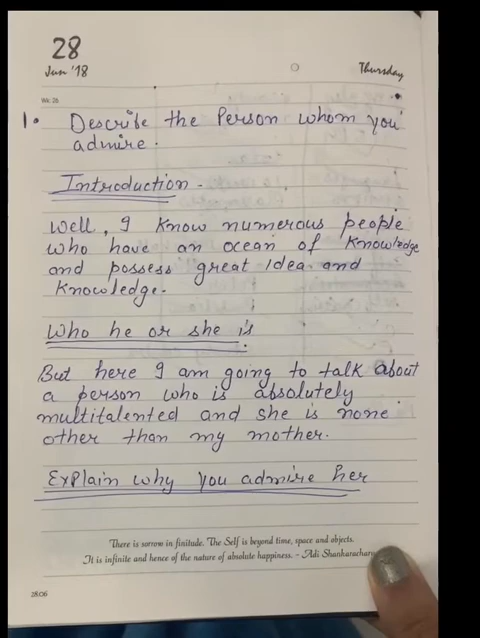 28
Jun '18
Thursday
Wk: 26
1. Describe the Person whom you
admire.
Introduction -
Well, I know numerous people
who have an ocean of knowledge
and possess great idea and
knowledge.
Who he or she is
But here I am going to talk about
a person who is absolutely
multitalented and she is none
other than my mother.
Explain why you admire her
There is sorrow in finitude. The Self is beyond time, space and objects.
It is infinite and hence of the nature of absolute happiness. - Adi Shankarachary
28:06